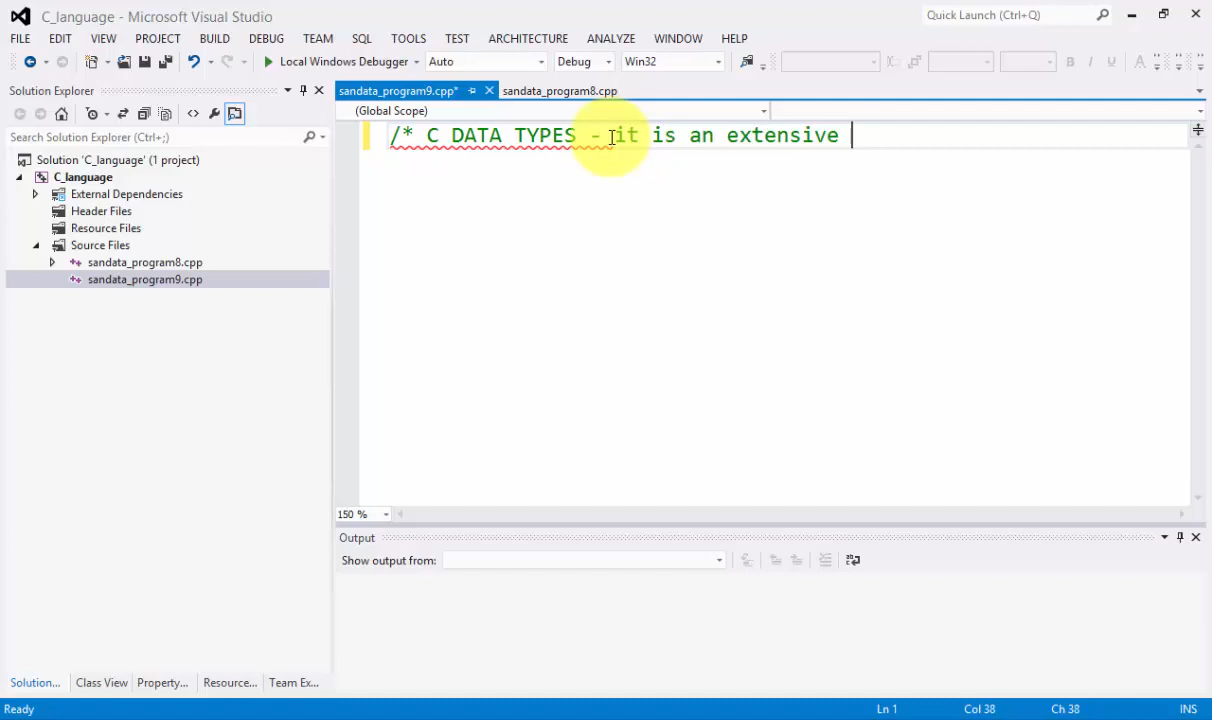 C_language - Microsoft Visual Studio
Quick Launch (Ctrl+Q)
FILE EDIT VIEW PROJECT BUILD DEBUG TEAM SQL TOOLS TEST ARCHITECTURE ANALYZE WINDOW HELP
Local Windows Debugger Auto Debug Win32
Solution Explorer
sandata_program9.cpp* sandata_program8.cpp
(Global Scope)
Search Solution Explorer (Ctrl+;)
/* C DATA TYPES - it is an extensive
Solution 'C_language' (1 project)
C_language
External Dependencies
Header Files
Resource Files
Source Files
sandata_program8.cpp
sandata_program9.cpp
150 %
Output
Show output from:
Solution... Class View Property... Resource... Team Ex...
Ready Ln 1 Col 38 Ch 38 INS